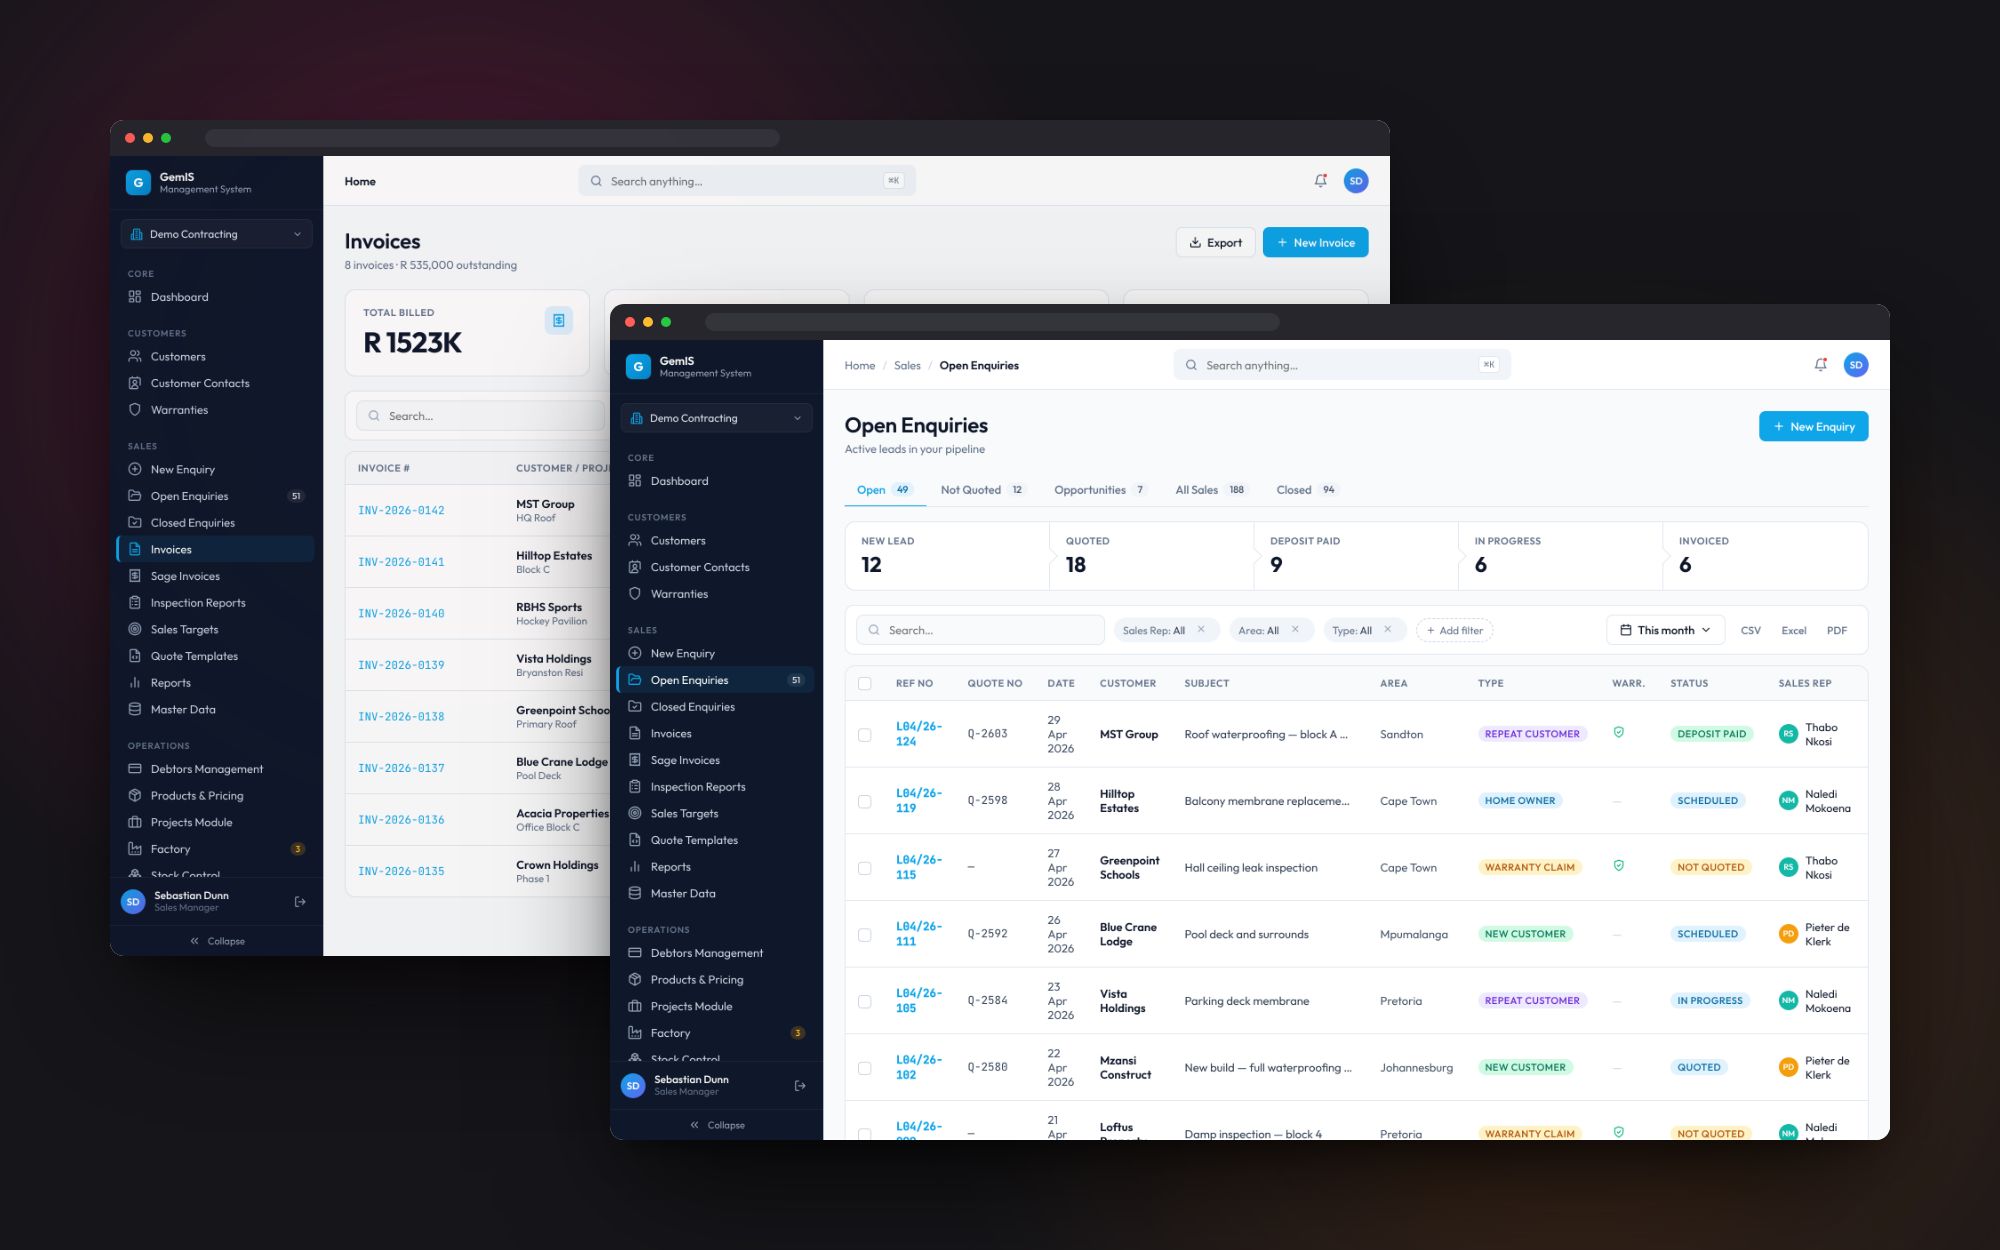 GemIS
Management System
Demo Contracting
CORE
Dashboard
CUSTOMERS
Customers
Customer Contacts
Warranties
SALES
New Enquiry
Open Enquiries 51
Closed Enquiries
Invoices
Sage Invoices
Inspection Reports
Sales Targets
Quote Templates
Reports
Master Data
OPERATIONS
Debtors Management
Products & Pricing
Projects Module
Factory 3
Stock Control
SD Sebastian Dunn
Sales Manager
Collapse
Home
Search anything... ⌘K
SD
Invoices
8 invoices · R 535,000 outstanding
Export
+ New Invoice
TOTAL BILLED
R 1523K
Search...
INVOICE # CUSTOMER / PROJ
INV-2026-0142 MST Group
HQ Roof
INV-2026-0141 Hilltop Estates
Block C
INV-2026-0140 RBHS Sports
Hockey Pavilion
INV-2026-0139 Vista Holdings
Bryanston Resi
INV-2026-0138 Greenpoint Schoo
Primary Roof
INV-2026-0137 Blue Crane Lodge
Pool Deck
INV-2026-0136 Acacia Properties
Office Block C
INV-2026-0135 Crown Holdings
Phase 1
G GemIS
Management System
Demo Contracting
CORE
Dashboard
CUSTOMERS
Customers
Customer Contacts
Warranties
SALES
New Enquiry
Open Enquiries 51
Closed Enquiries
Invoices
Sage Invoices
Inspection Reports
Sales Targets
Quote Templates
Reports
Master Data
OPERATIONS
Debtors Management
Products & Pricing
Projects Module
Factory 3
Stock Control
SD Sebastian Dunn
Sales Manager
Collapse
Home / Sales / Open Enquiries
Search anything... ⌘K
SD
Open Enquiries
Active leads in your pipeline
+ New Enquiry
Open 49 Not Quoted 12 Opportunities 7 All Sales 188 Closed 94
NEW LEAD QUOTED DEPOSIT PAID IN PROGRESS INVOICED
12 18 9 6 6
Search... Sales Rep: All × Area: All × Type: All × + Add filter This month CSV Excel PDF
REF NO QUOTE NO DATE CUSTOMER SUBJECT AREA TYPE WARR. STATUS SALES REP
L04/26-124 Q-2603 29 Apr 2026 MST Group Roof waterproofing — block A ... Sandton REPEAT CUSTOMER DEPOSIT PAID RS Thabo Nkosi
L04/26-119 Q-2598 28 Apr 2026 Hilltop Estates Balcony membrane replaceme... Cape Town HOME OWNER — SCHEDULED NM Naledi Mokoena
L04/26-115 — 27 Apr 2026 Greenpoint Schools Hall ceiling leak inspection Cape Town WARRANTY CLAIM NOT QUOTED RS Thabo Nkosi
L04/26-111 Q-2592 26 Apr 2026 Blue Crane Lodge Pool deck and surrounds Mpumalanga NEW CUSTOMER — SCHEDULED PD Pieter de Klerk
L04/26-105 Q-2584 23 Apr 2026 Vista Holdings Parking deck membrane Pretoria REPEAT CUSTOMER — IN PROGRESS NM Naledi Mokoena
L04/26-102 Q-2580 22 Apr 2026 Mzansi Construct New build — full waterproofing ... Johannesburg NEW CUSTOMER — QUOTED PD Pieter de Klerk
L04/26- — 21 Apr Loftus Damp inspection — block 4 Pretoria WARRANTY CLAIM NOT QUOTED NM Naledi